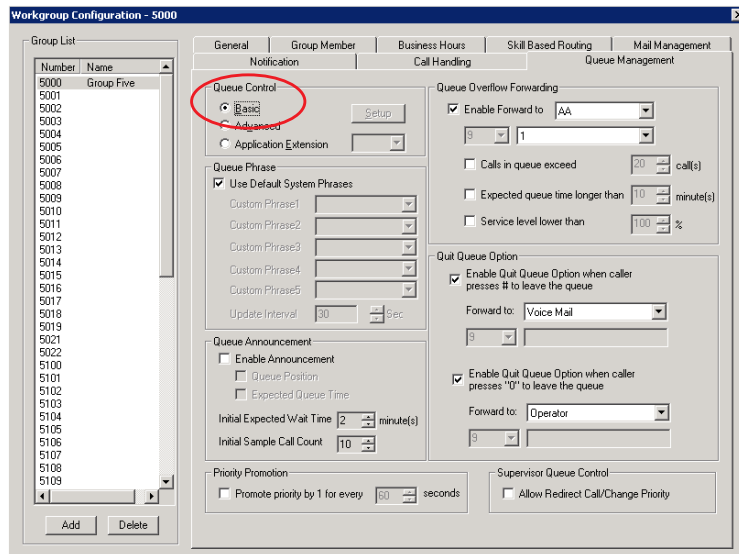 Workgroup Configuration - 5000
Group List
Number Name
5000 Group Five
5001
5002
5003
5004
5005
5006
5007
5008
5009
5010
5011
5012
5013
5014
5015
5016
5017
5018
5019
5021
5022
5100
5101
5102
5103
5104
5105
5106
5107
5108
5109
Add Delete
General Group Member Business Hours Skill Based Routing Mail Management
Notification Call Handling Queue Management
Queue Control
Basic
Setup
Advanced
Application Extension
Queue Phrase
Use Default System Phrases
Custom Phrase1
Custom Phrase2
Custom Phrase3
Custom Phrase4
Custom Phrase5
Update Interval 30 Sec
Queue Announcement
Enable Announcement
Queue Position
Expected Queue Time
Initial Expected Wait Time 2 minute(s)
Initial Sample Call Count 10
Priority Promotion
Promote priority by 1 for every 60 seconds
Queue Overflow Forwarding
Enable Forward to AA
9 1
Calls in queue exceed 20 call(s)
Expected queue time longer than 10 minute(s)
Service level lower than 100 %
Quit Queue Option
Enable Quit Queue Option when caller
presses # to leave the queue
Forward to: Voice Mail
9
Enable Quit Queue Option when caller
presses "0" to leave the queue
Forward to: Operator
9
Supervisor Queue Control
Allow Redirect Call/Change Priority